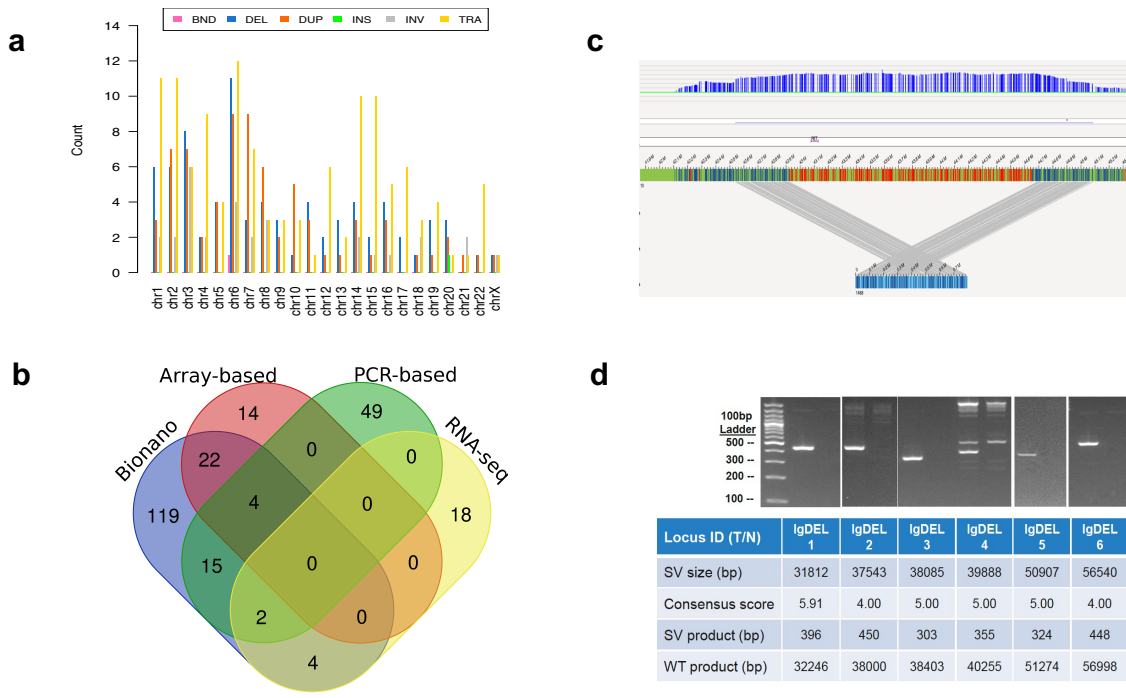 a
BND DEL DUP INS INV TRA
Count
14
12
10
8
6
4
2
0
chr1 chr2 chr3 chr4 chr5 chr6 chr7 chr8 chr9 chr10 chr11 chr12 chr13 chr14 chr15 chr16 chr17 chr18 chr19 chr20 chr21 chr22 chrX
b
Array-based PCR-based
Bionano RNA-seq
14 49
22 0 0
119 4 0 18
15 0 0
2 0
4
c
d
100bp
Ladder
500 --
300 --
200 --
100 --
Locus ID (T/N) lgDEL 1 lgDEL 2 lgDEL 3 lgDEL 4 lgDEL 5 lgDEL 6
SV size (bp) 31812 37543 38085 39888 50907 56540
Consensus score 5.91 4.00 5.00 5.00 5.00 4.00
SV product (bp) 396 450 303 355 324 448
WT product (bp) 32246 38000 38403 40255 51274 56998